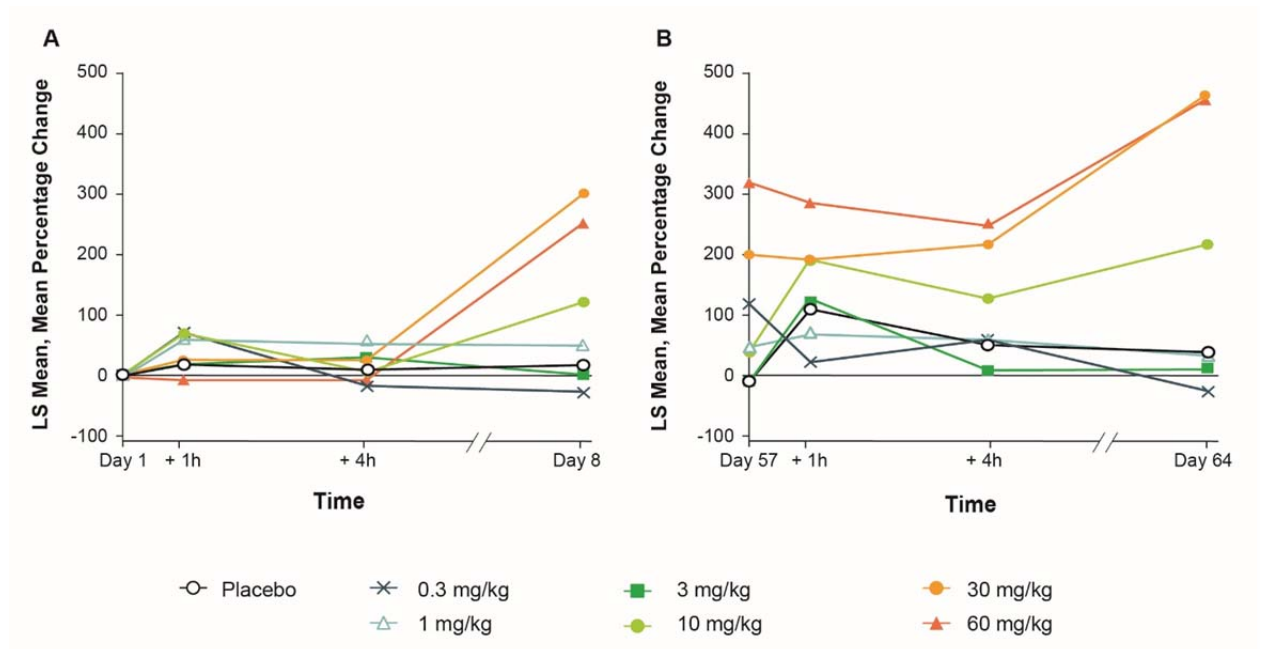 A
B
LS Mean, Mean Percentage Change
500
400
300
200
100
0
-100
Day 1
+ 1h
+ 4h
Day 8
Time
LS Mean, Mean Percentage Change
500
400
300
200
100
0
-100
Day 57
+ 1h
+ 4h
Day 64
Time
Placebo
0.3 mg/kg
3 mg/kg
30 mg/kg
1 mg/kg
10 mg/kg
60 mg/kg